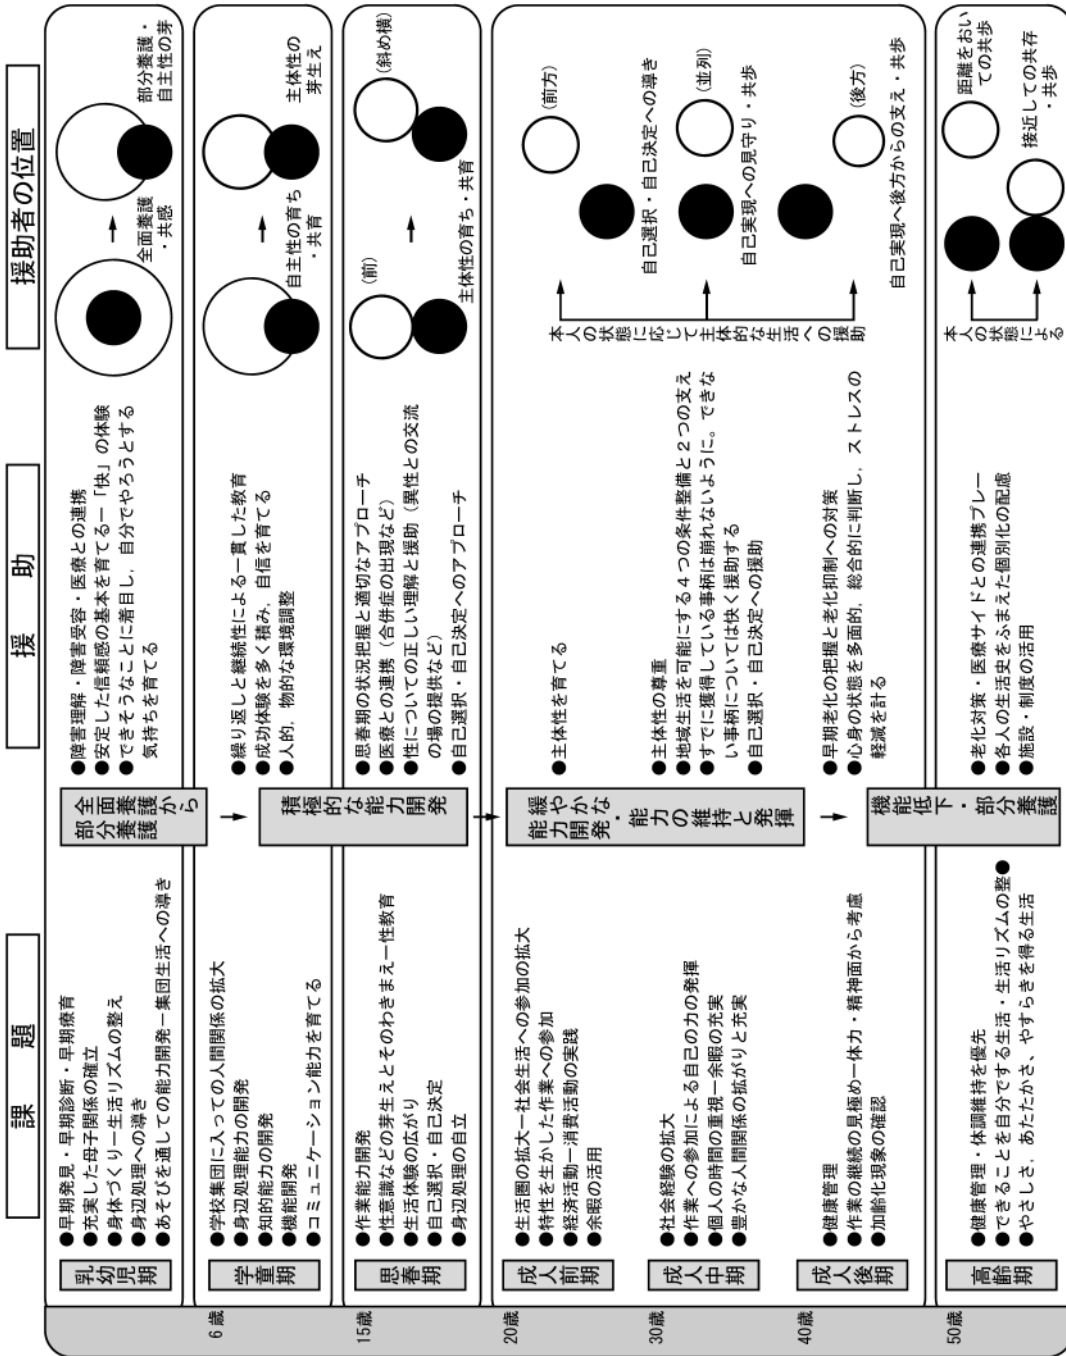 課題
援助
援助者の位置
乳幼児期
●早期発見・早期診断・早期療育
●充実した母子関係の確立
●身体づくりー生活リズムの整え
●身辺処理への導き
●あそびを通しての能力開発ー集団生活への導き
全面養護から
部分養護
●障害理解・障害受容・医療との連携
●安定した信頼感の基本を育てるー「快」の体験
●できそうなことに着目し，自分でやろうとする
気持ちを育てる
全面養護
・共感
部分養護・
自主性の芽
6歳
学童期
●学校集団に入っての人間関係の拡大
●身辺処理能力の開発
●知的能力の開発
●機能開発
●コミュニケーション能力を育てる
積極的な能力開発
●繰り返しと継続性による一貫した教育
●成功体験を多く積み，自信を育てる
●人的，物的な環境調整
自主性の育ち
・共育
主体性の
芽生え
15歳
思春期
●作業能力開発
●性意識などの芽生えとそのわきまえー性教育
●生活体験の広がり
●自己選択・自己決定
●身辺処理の自立
●思春期の状況把握と適切なアプローチ
●医療との連携（合併症の出現など）
●性についての正しい理解と援助（異性との交流
の場の提供など）
●自己選択・自己決定へのアプローチ
(前)
主体性の育ち・共育
(斜め横)
20歳
成人前期
●生活圏の拡大ー社会生活への参加の拡大
●特性を生かした作業への参加
●経済活動ー消費活動の実践
●余暇の活用
緩やかな
能力開発・能力の維持と発揮
●主体性を育てる
本人の状態に応じて主体的な生活への援助
(前方)
自己選択・自己決定への導き
30歳
成人中期
●社会経験の拡大
●作業への参加による自己の力の発揮
●個人の時間の重視ー余暇の充実
●豊かな人間関係の拡がりと充実
●主体性の尊重
●地域生活を可能にする４つの条件整備と２つの支え
●すでに獲得している事柄は崩れないように。できな
い事柄については快く援助する
●自己選択・自己決定への援助
(並列)
自己実現への見守り・共歩
40歳
成人後期
●健康管理
●作業の継続の見極めー体力・精神面から考慮
●加齢化現象の確認
●早期老化の把握と老化抑制への対策
●心身の状態を多面的，総合的に判断し，ストレスの
軽減を計る
(後方)
自己実現へ後方からの支え・共歩
50歳
高齢期
●健康管理・体調維持を優先
●できることを自分でする生活・生活リズムの整●
●やさしさ，あたたかさ、やすらぎを得る生活
機能低下・部分養護
●老化対策・医療サイドとの連携プレー
●各人の生活史をふまえた個別化の配慮
●施設・制度の活用
本人の状態による
距離をおい
ての共歩
接近しての共存
・共歩